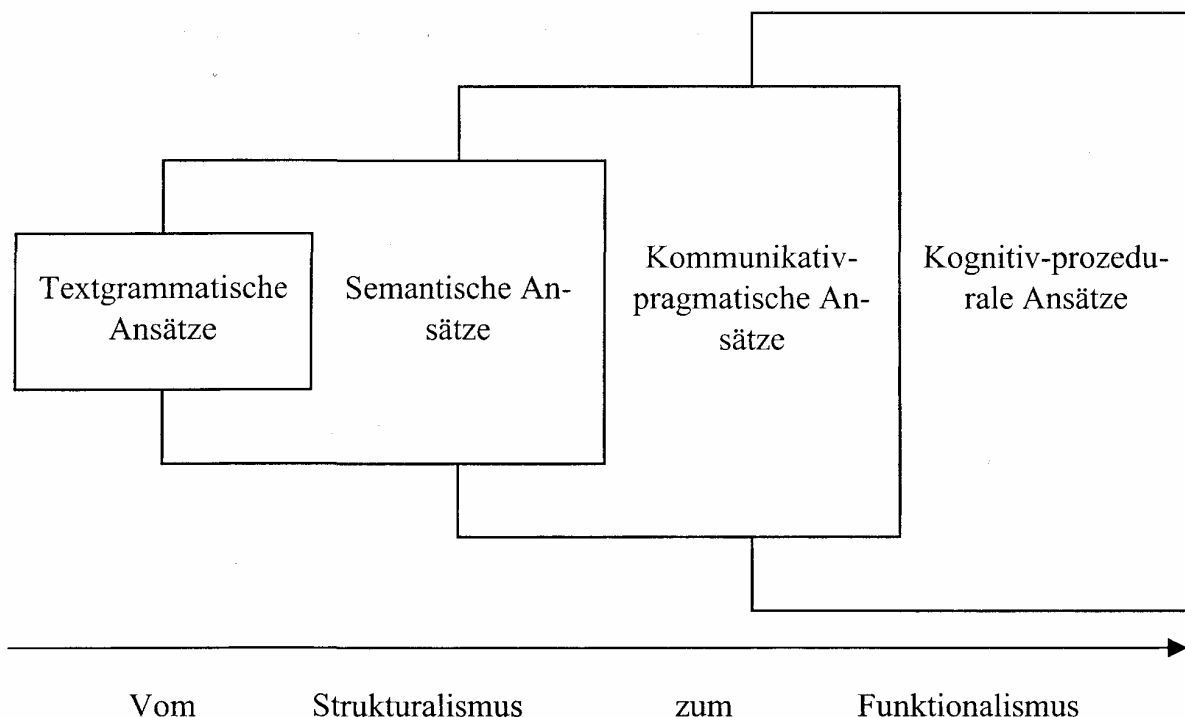 Textgrammatische
Ansätze
Semantische An-
sätze
Kommunikativ-
pragmatische An-
sätze
Kognitiv-prozedu-
rale Ansätze
Vom Strukturalismus zum Funktionalismus